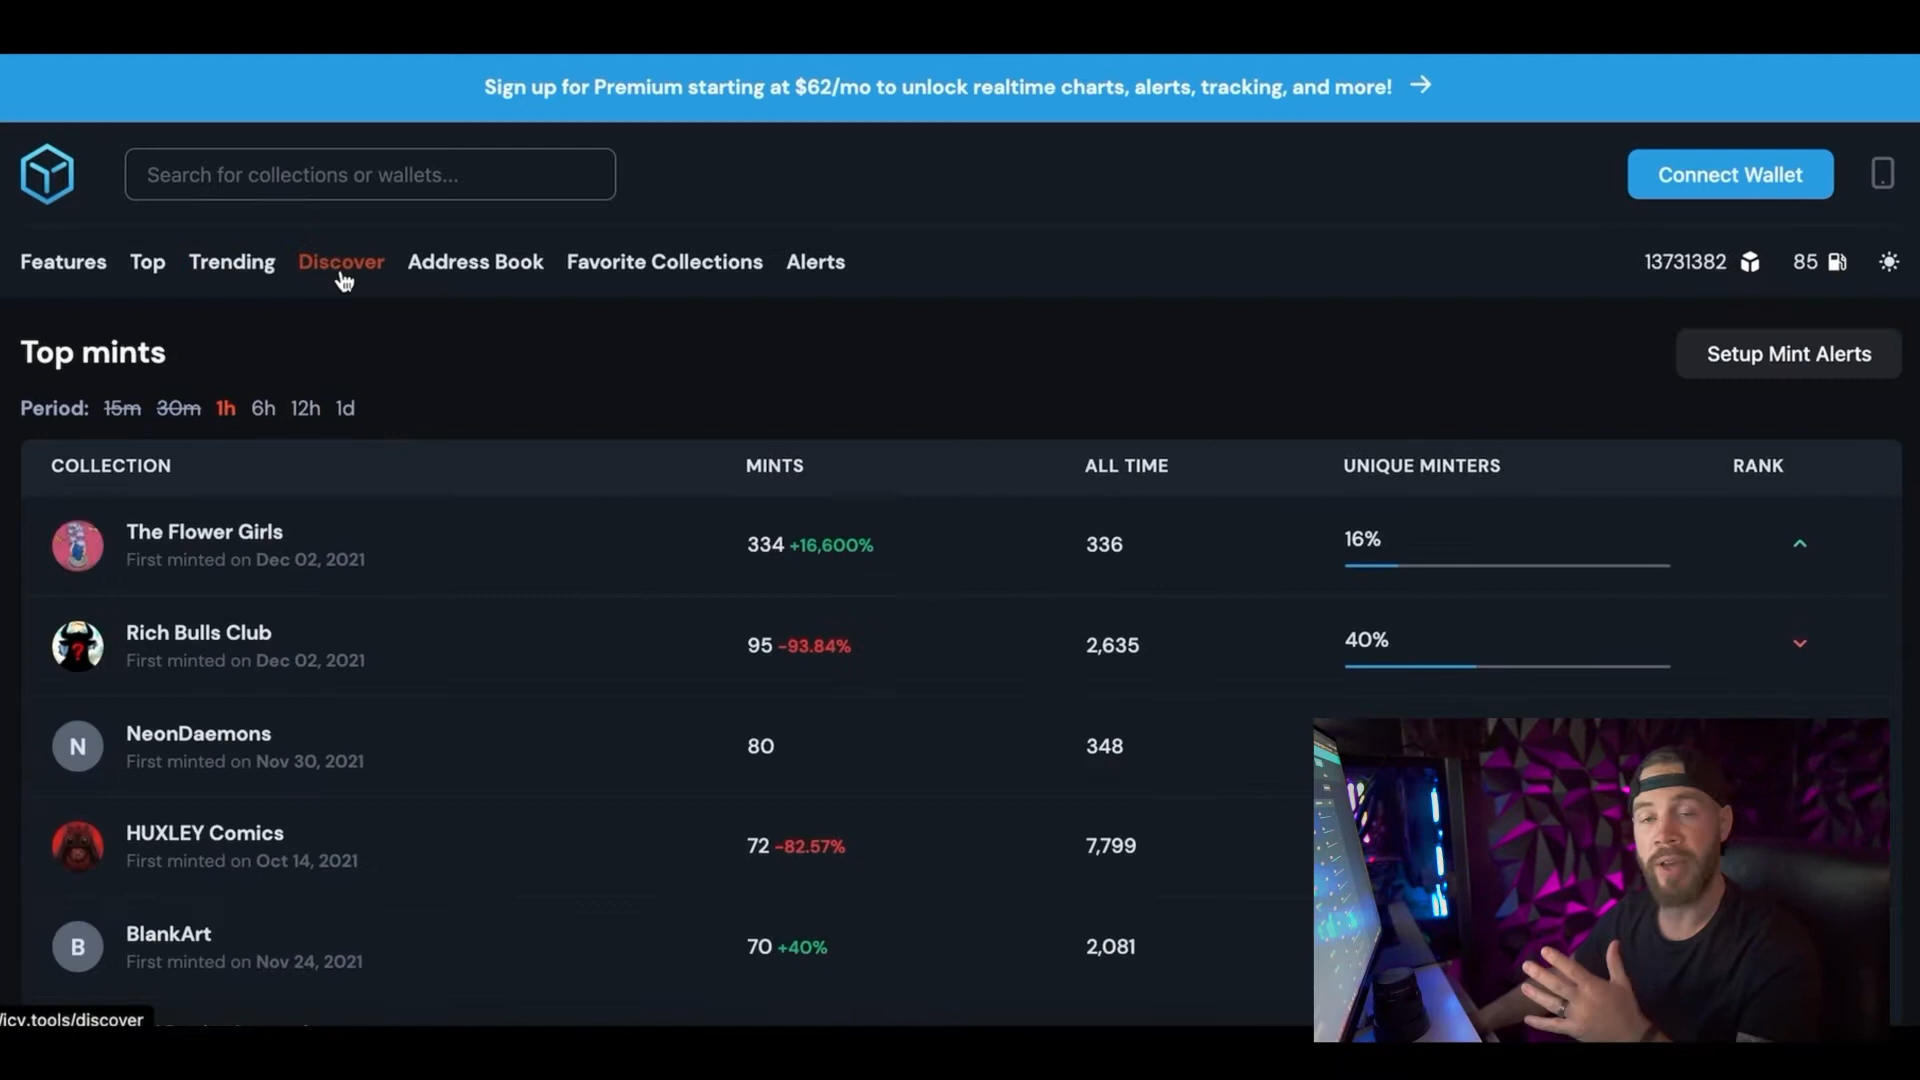 Sign up for Premium starting at $62/mo to unlock realtime charts, alerts, tracking, and more! →
Search for collections or wallets...
Connect Wallet
Features Top Trending Discover Address Book Favorite Collections Alerts
13731382 85
Top mints
Setup Mint Alerts
Period: 15m 30m 1h 6h 12h 1d
COLLECTION MINTS ALL TIME UNIQUE MINTERS RANK
The Flower Girls
First minted on Dec 02, 2021
334 +16,600% 336 16%
Rich Bulls Club
First minted on Dec 02, 2021
95 -93.84% 2,635 40%
N
NeonDaemons
First minted on Nov 30, 2021
80 348
HUXLEY Comics
First minted on Oct 14, 2021
72 -82.57% 7,799
B
BlankArt
First minted on Nov 24, 2021
70 +40% 2,081
/icy.tools/discover